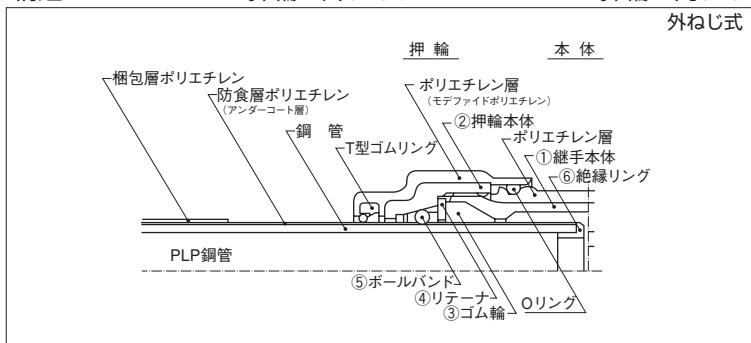 外ねじ式
押輪
本体
梱包層ポリエチレン
防食層ポリエチレン
(アンダーコート層)
鋼 管
T型ゴムリング
ポリエチレン層
(モデファイドポリエチレン)
②押輪本体
ポリエチレン層
①継手本体
⑥絶縁リング
PLP鋼管
⑤ボールバンド
④リテーナ
③ゴム輪
Oリング